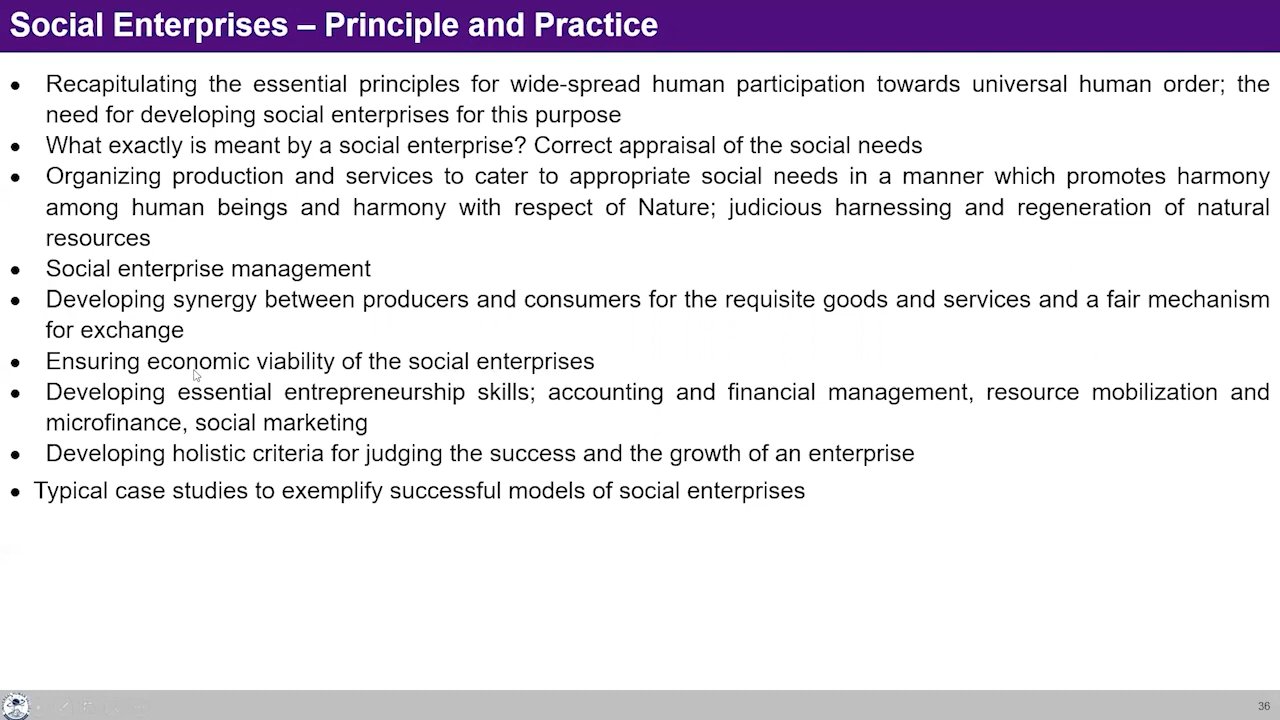 Social Enterprises – Principle and Practice
• Recapitulating the essential principles for wide-spread human participation towards universal human order; the
need for developing social enterprises for this purpose
• What exactly is meant by a social enterprise? Correct appraisal of the social needs
• Organizing production and services to cater to appropriate social needs in a manner which promotes harmony
among human beings and harmony with respect of Nature; judicious harnessing and regeneration of natural
resources
• Social enterprise management
• Developing synergy between producers and consumers for the requisite goods and services and a fair mechanism
for exchange
• Ensuring economic viability of the social enterprises
• Developing essential entrepreneurship skills; accounting and financial management, resource mobilization and
microfinance, social marketing
• Developing holistic criteria for judging the success and the growth of an enterprise
• Typical case studies to exemplify successful models of social enterprises
36